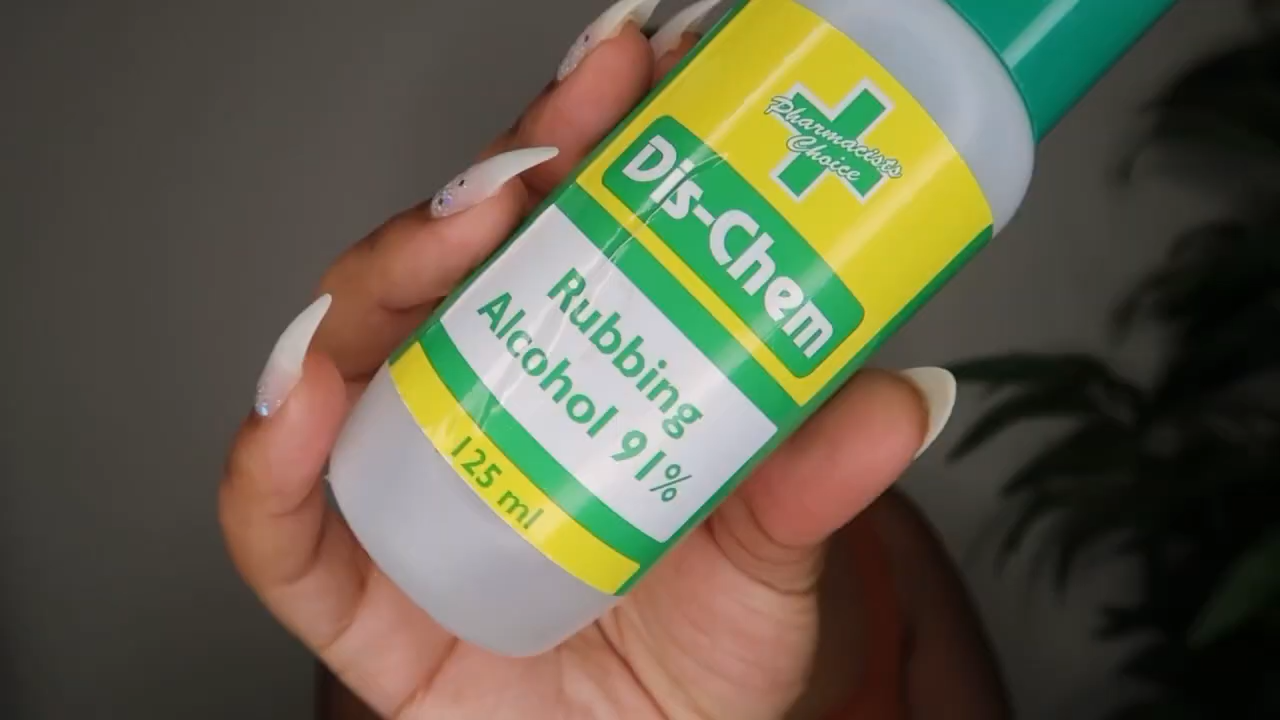 Pharmacists
Choice
Dis-Chem
Rubbing
Alcohol 91%
125 ml